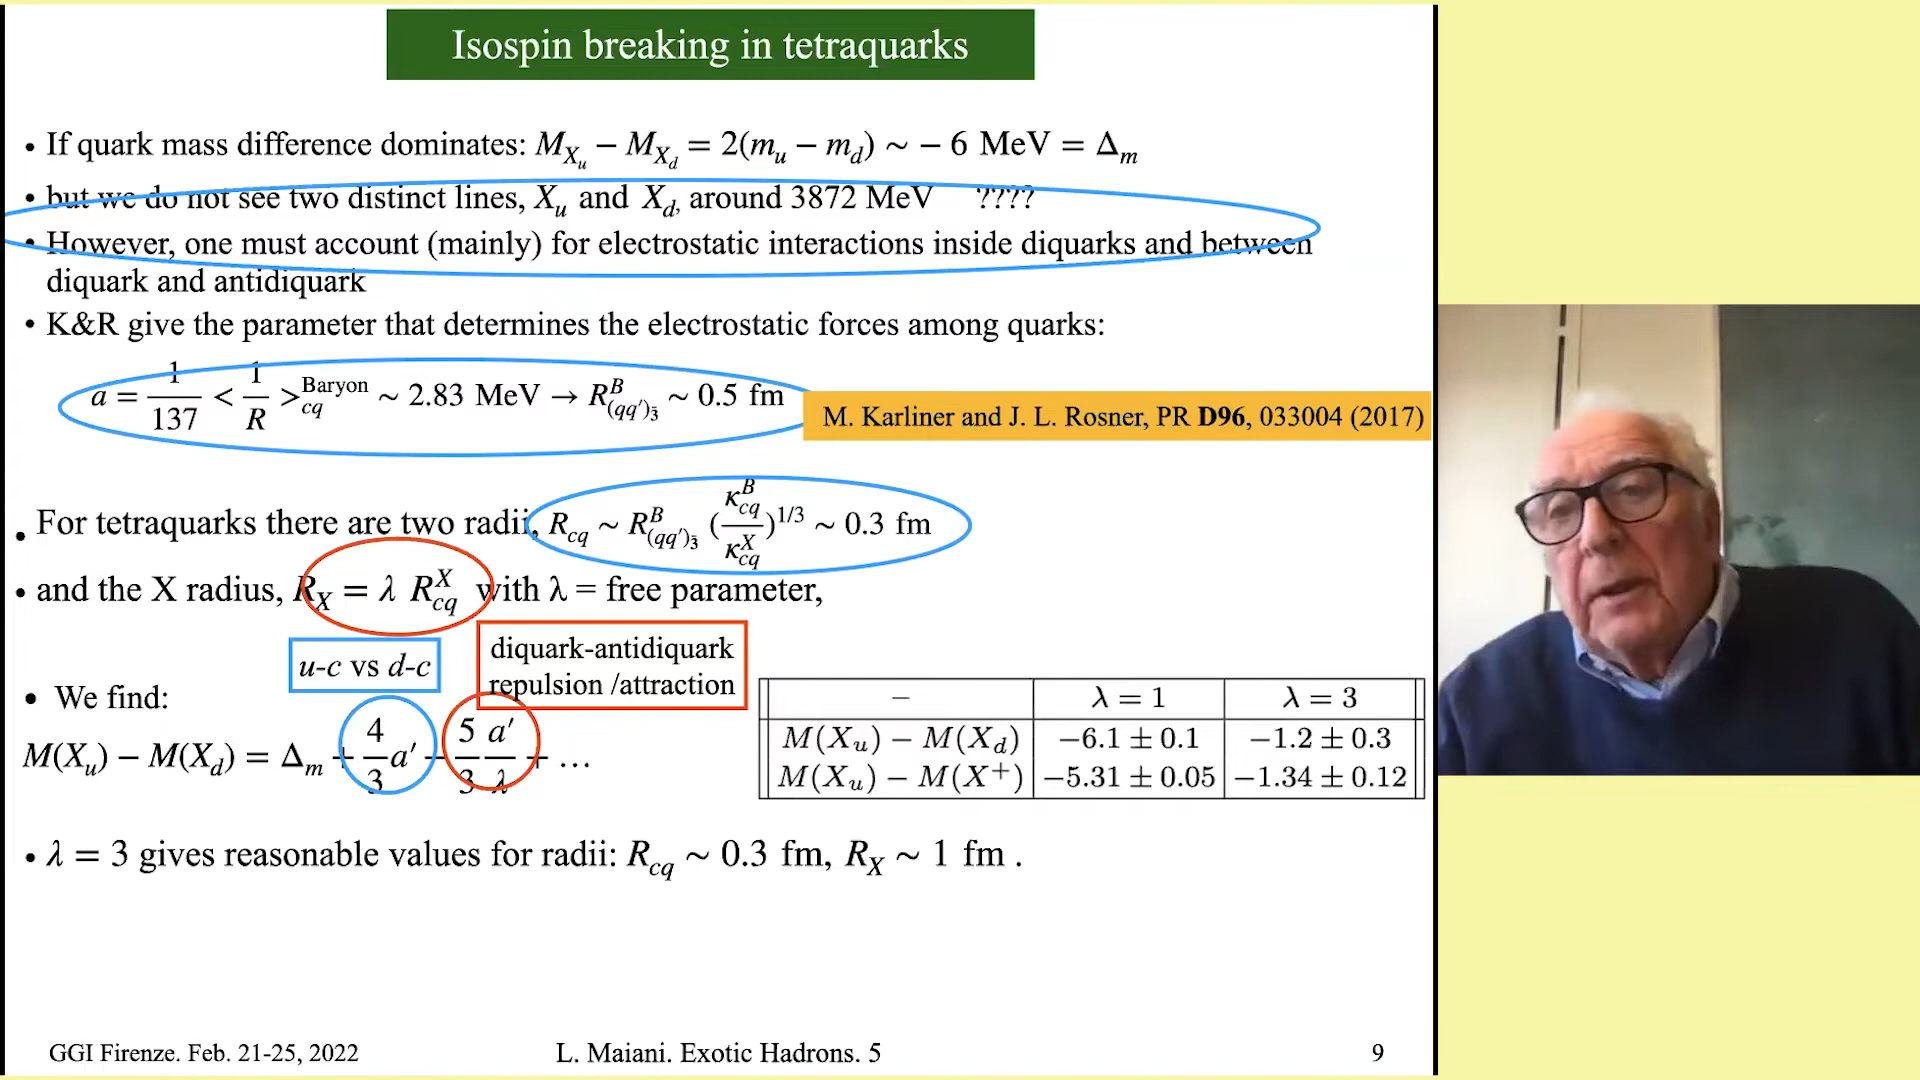 Isospin breaking in tetraquarks
• If quark mass difference dominates: M_{X_u} − M_{X_d} = 2(m_u − m_d) ∼ − 6 MeV = Δ_m
• but we do not see two distinct lines, X_u and X_d, around 3872 MeV ????
• However, one must account (mainly) for electrostatic interactions inside diquarks and between
diquark and antidiquark
• K&R give the parameter that determines the electrostatic forces among quarks:
a = 1/137 < 1/R >_{cq}^{Baryon} ∼ 2.83 MeV → R^B_{(qq′)_{3̄}} ∼ 0.5 fm
M. Karliner and J. L. Rosner, PR D96, 033004 (2017)
. For tetraquarks there are two radii, R_{cq} ∼ R^B_{(qq′)_{3̄}} (κ^B_{cq}/κ^X_{cq})^{1/3} ∼ 0.3 fm
• and the X radius, R_X = λ R^X_{cq} with λ = free parameter,
u-c vs d-c
diquark-antidiquark
repulsion /attraction
• We find:
M(X_u) − M(X_d) = Δ_m + 4/3 a′ − 5/3 a′/λ + …
− λ = 1 λ = 3
M(X_u) − M(X_d) −6.1 ± 0.1 −1.2 ± 0.3
M(X_u) − M(X^+) −5.31 ± 0.05 −1.34 ± 0.12
• λ = 3 gives reasonable values for radii: R_{cq} ∼ 0.3 fm, R_X ∼ 1 fm .
GGI Firenze. Feb. 21-25, 2022
L. Maiani. Exotic Hadrons. 5
9